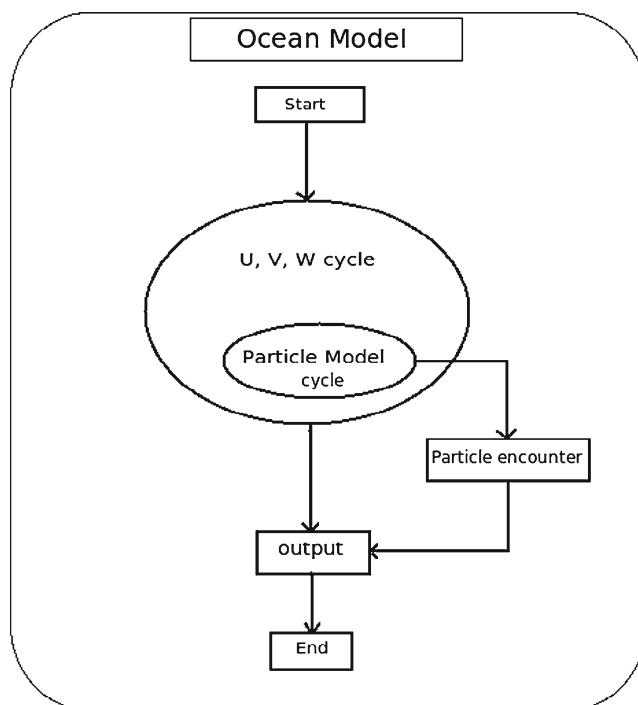 Ocean Model
Start
U, V, W cycle
Particle Model
cycle
Particle encounter
output
End